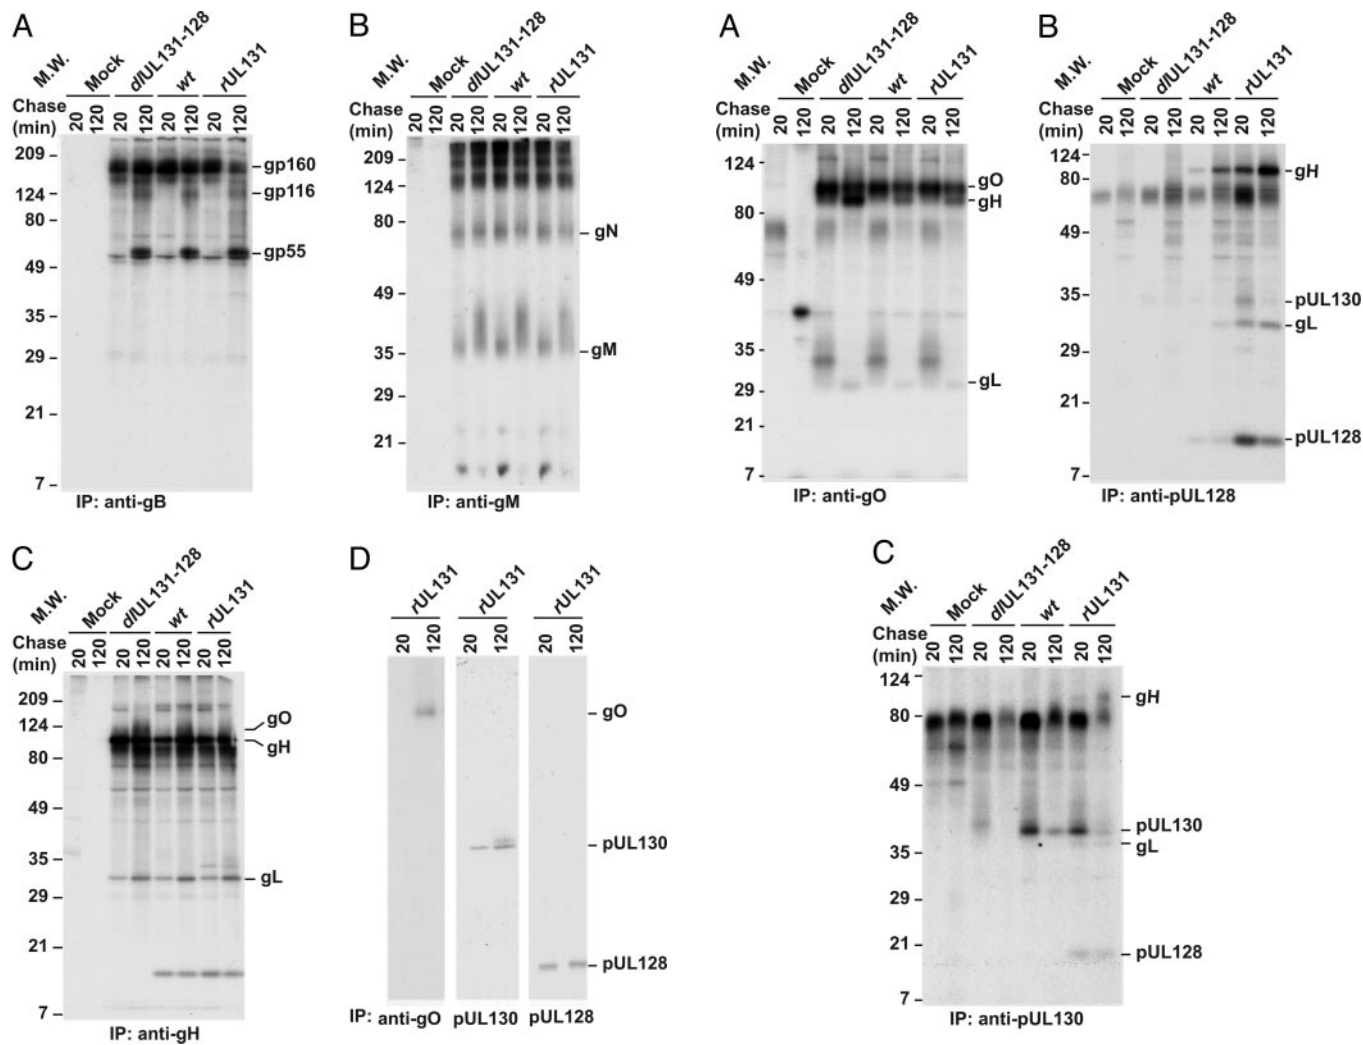 A
M.W. Mock dlUL131-128 wt rUL131
Chase (min) 20 120 20 120 20 120 20 120
209
124
80
49
35
29
21
7
gp160
gp116
gp55
IP: anti-gB
B
M.W. Mock dlUL131-128 wt rUL131
Chase (min) 20 120 20 120 20 120 20 120
209
124
80
49
35
29
21
gN
gM
IP: anti-gM
A
M.W. Mock dlUL131-128 wt rUL131
Chase (min) 20 120 20 120 20 120 20 120
124
80
49
35
29
21
7
gO
gH
gL
IP: anti-gO
B
M.W. Mock dlUL131-128 wt rUL131
Chase (min) 20 120 20 120 20 120 20 120
124
80
49
35
29
21
7
gH
pUL130
gL
pUL128
IP: anti-pUL128
C
M.W. Mock dlUL131-128 wt rUL131
Chase (min) 20 120 20 120 20 120 20 120
209
124
80
49
35
29
21
7
gO
gH
gL
IP: anti-gH
D
rUL131 rUL131 rUL131
20 120 20 120 20 120
gO
pUL130
pUL128
IP: anti-gO pUL130 pUL128
C
M.W. Mock dlUL131-128 wt rUL131
Chase (min) 20 120 20 120 20 120 20 120
124
80
49
35
29
21
7
gH
pUL130
gL
pUL128
IP: anti-pUL130